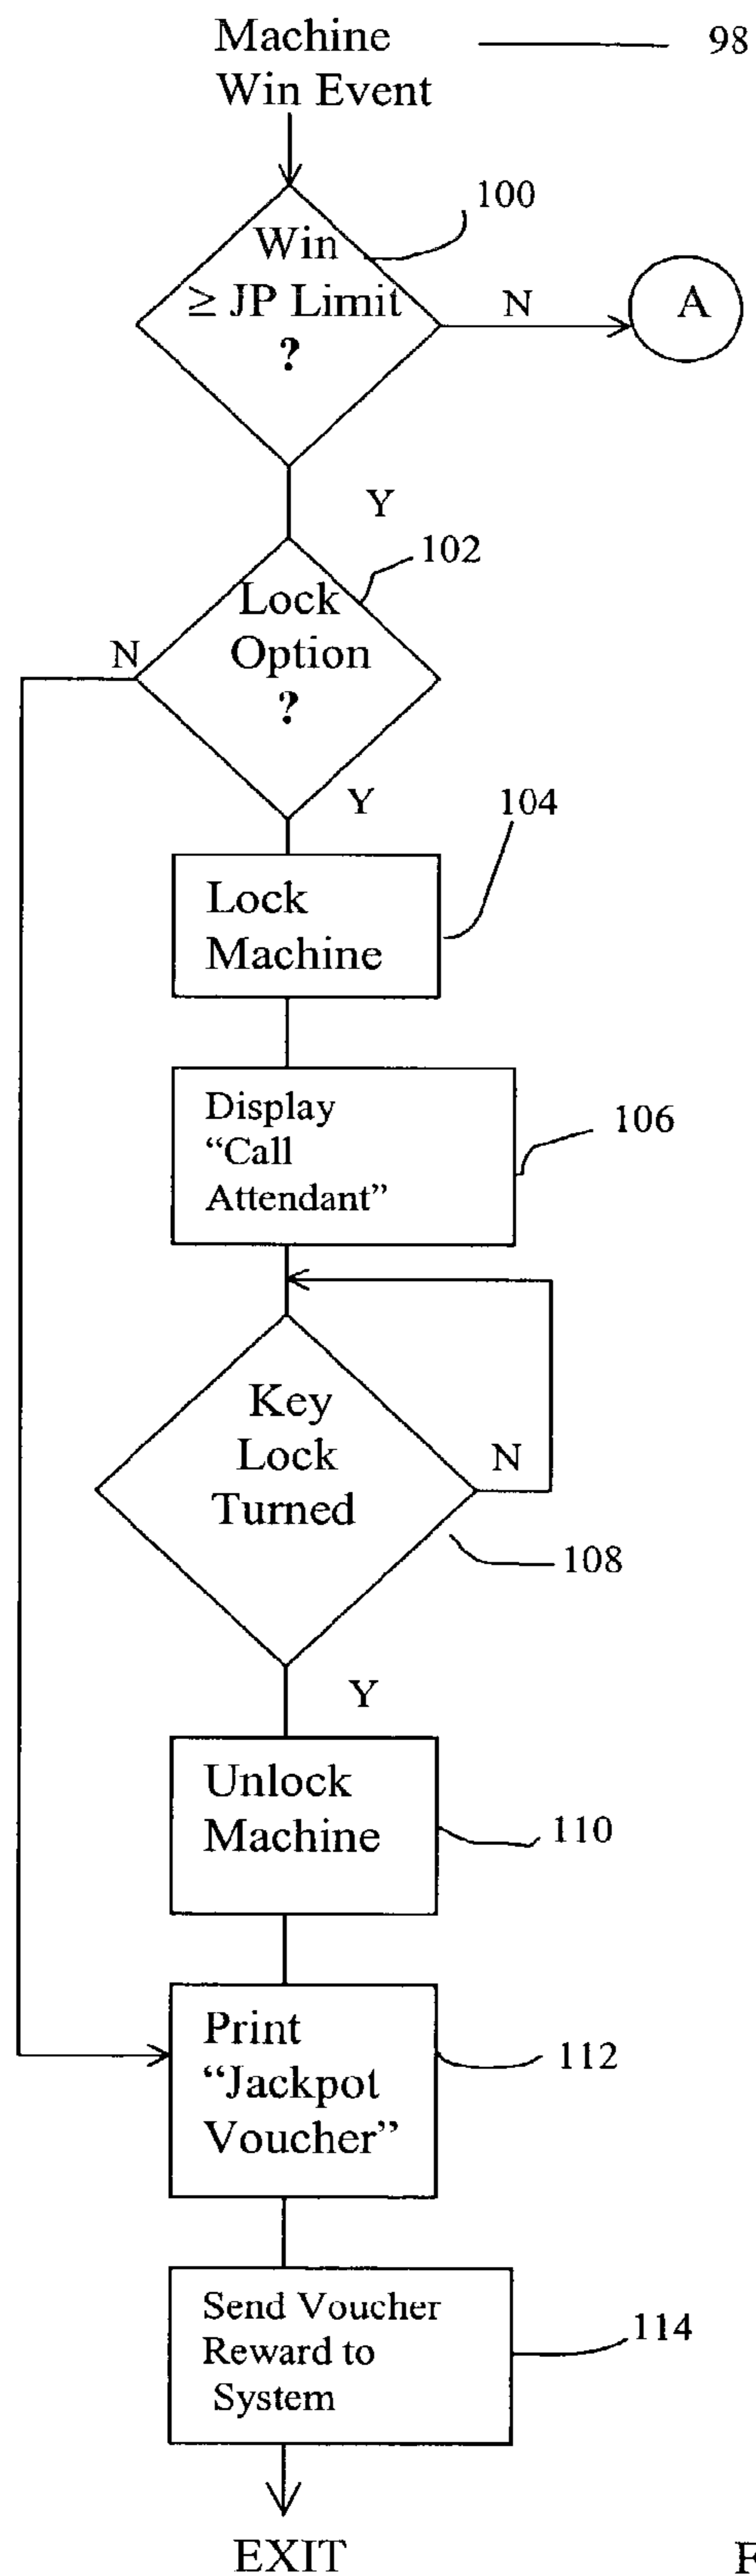 Machine
98
Win Event
100
Win
≥ JP Limit
?
N
A
Y
102
Lock
Option
?
N
Y
104
Lock
Machine
Display
“Call
Attendant”
106
Key
Lock
Turned
N
108
Y
Unlock
Machine
110
Print
“Jackpot
Voucher”
112
Send Voucher
Reward to
System
114
EXIT
F